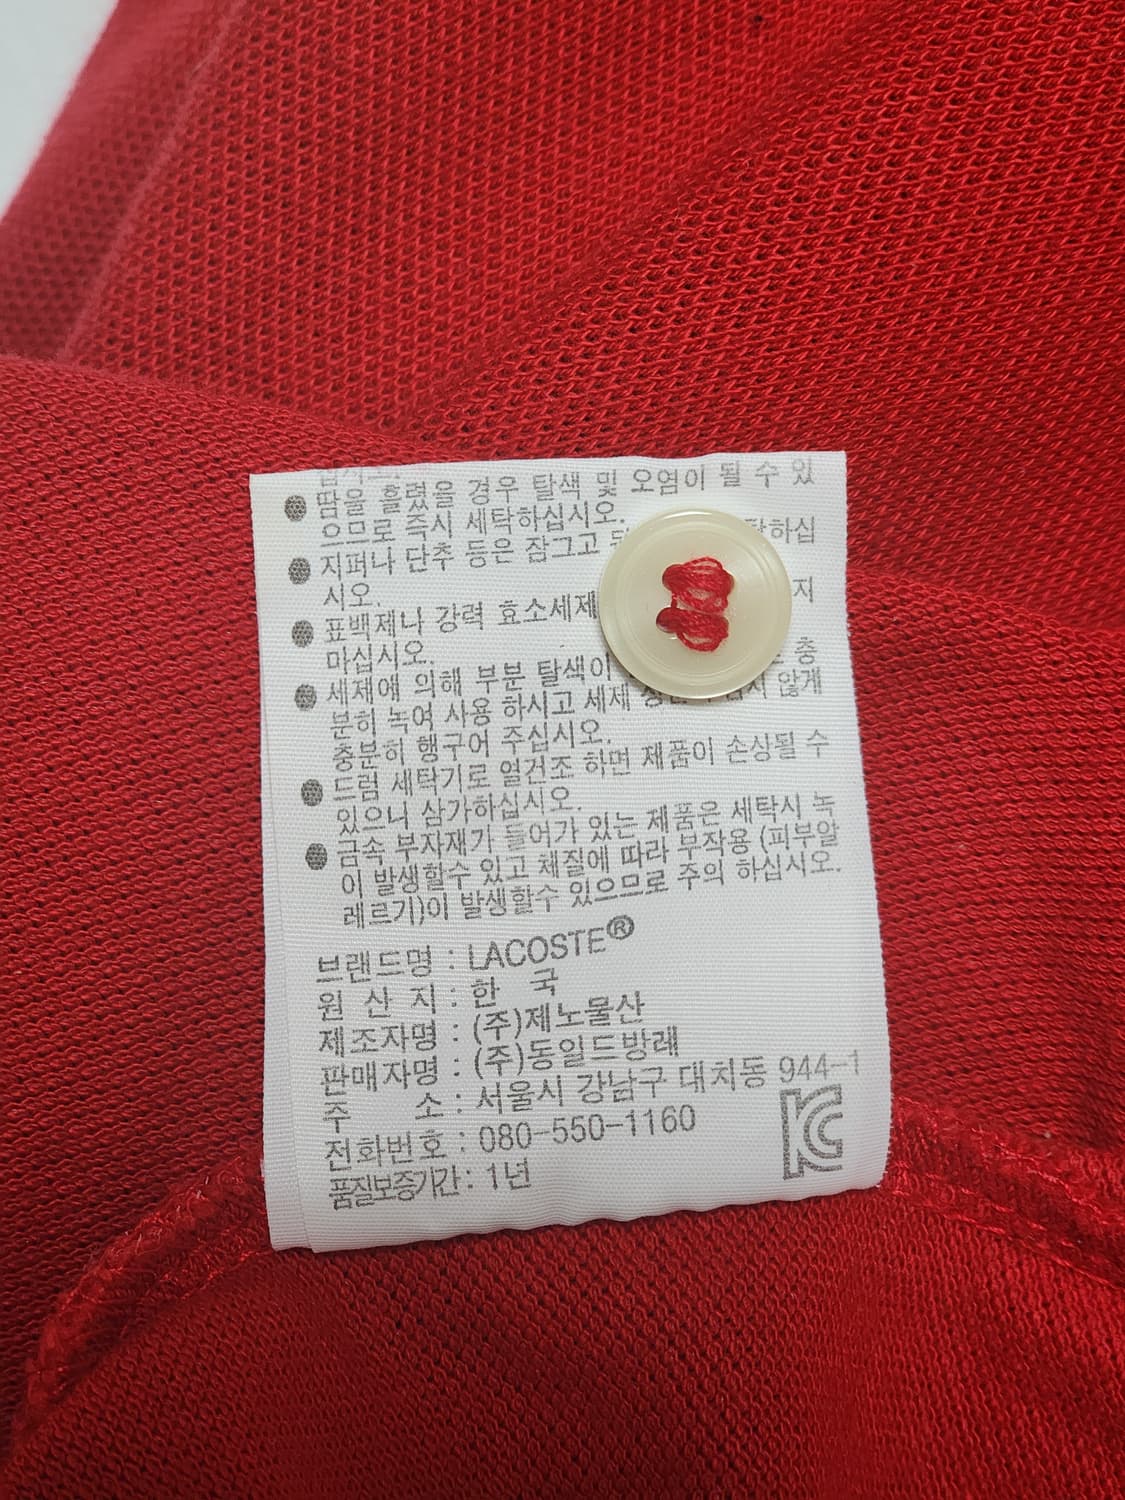 땀을 흘렸을 경우 탈색 및 오염이 될 수 있
으므로 즉시 세탁하십시오.
지퍼나 단추 등은 잠그고 하십
시오.
표백제나 강력 효소세제 지
마십시오.
세제에 의해 부분 탈색이 충
분히 녹여 사용 하시고 세제 않게
충분히 헹구어 주십시오.
드럼 세탁기로 열건조 하면 제품이 손상될 수
있으니 삼가하십시오.
금속 부자재가 들어가 있는 제품은 세탁시 녹
이 발생할수 있고 체질에 따라 부작용 (피부알
레르기)이 발생할수 있으므로 주의 하십시오.
브랜드명 : LACOSTE®
원 산 지 : 한 국
제조자명 : (주)제노물산
판매자명 : (주)동일드방레
주 소 : 서울시 강남구 대치동 944-1
전화번호 : 080-550-1160
품질보증기간 : 1년
KC